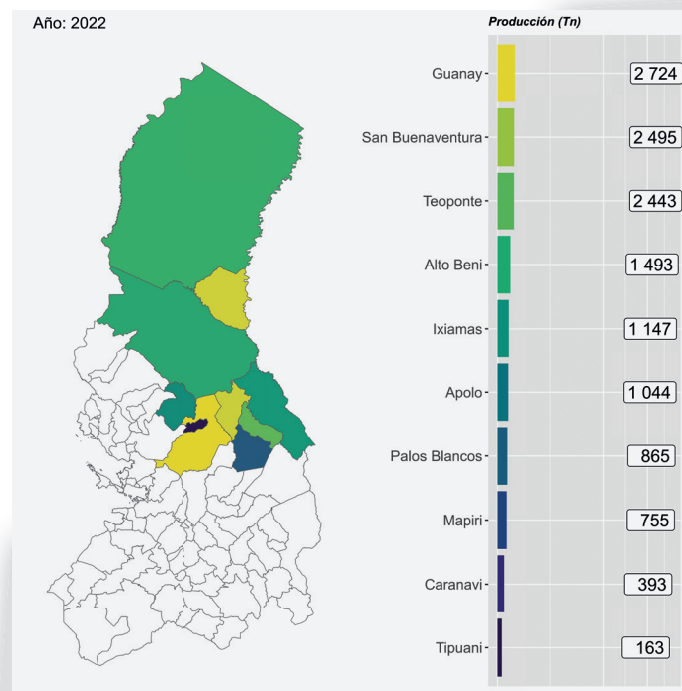 Año: 2022
Producción (Tn)
Guanay 2 724
San Buenaventura 2 495
Teoponte 2 443
Alto Beni 1 493
Ixiamas 1 147
Apolo 1 044
Palos Blancos 865
Mapiri 755
Caranavi 393
Tipuani 163